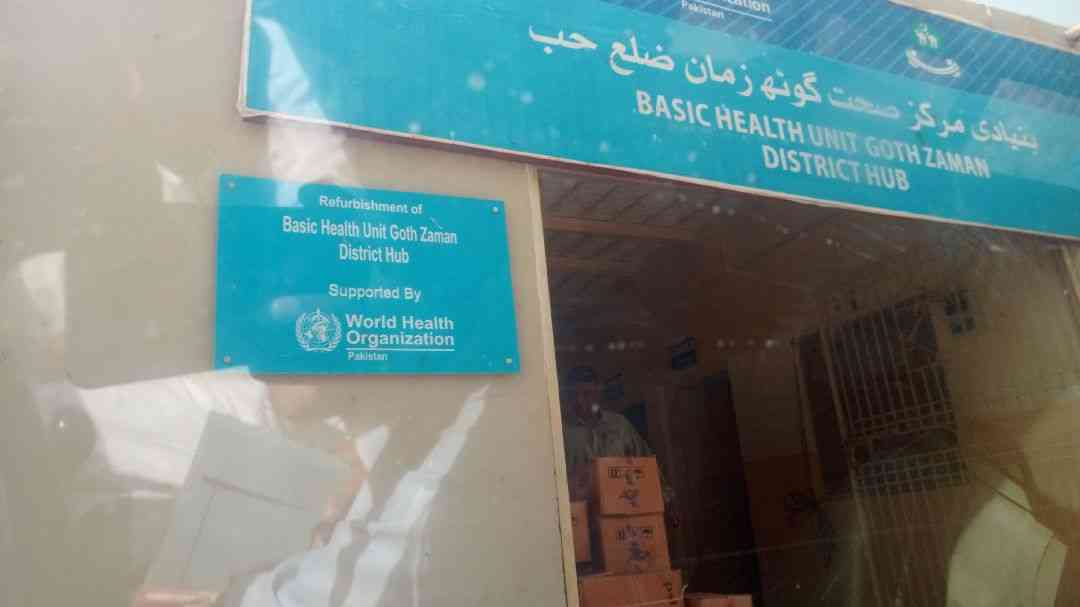 Pakistan
بنیادی مرکز صحت گوٹھ زمان ضلع حب
BASIC HEALTH UNIT GOTH ZAMAN
DISTRICT HUB
Refurbishment of
Basic Health Unit Goth Zaman
District Hub
Supported By
World Health
Organization
Pakistan